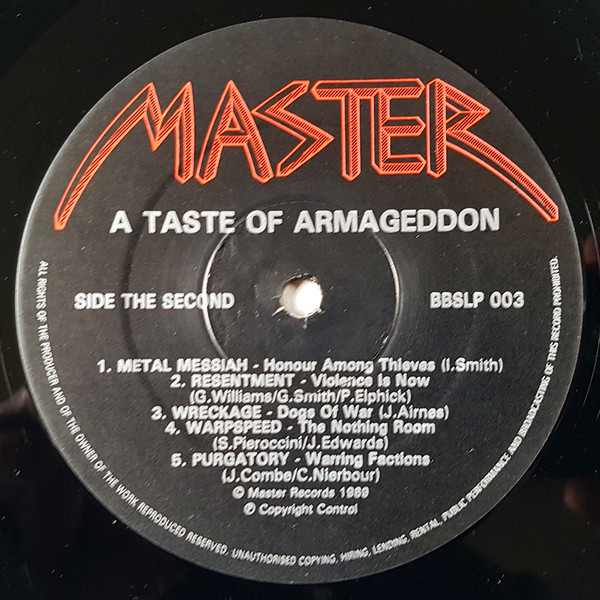 MASTER
A TASTE OF ARMAGEDDON
SIDE THE SECOND
BBSLP 003
1. METAL MESSIAH - Honour Among Thieves (I.Smith)
2. RESENTMENT - Violence Is Now
(G.Williams/G.Smith/P.Elphick)
3. WRECKAGE - Dogs Of War (J.Airnes)
4. WARPSPEED - The Nothing Room
(S.Pieroccini/J.Edwards)
5. PURGATORY - Warring Factions
(J.Combe/C.Nierbour)
© Master Records 1989
℗ Copyright Control
ALL RIGHTS OF THE PRODUCER AND OF THE OWNER OF THE WORK REPRODUCED RESERVED. UNAUTHORISED COPYING, HIRING, LENDING, RENTAL, PUBLIC PERFORMANCE AND BROADCASTING OF THIS RECORD PROHIBITED.